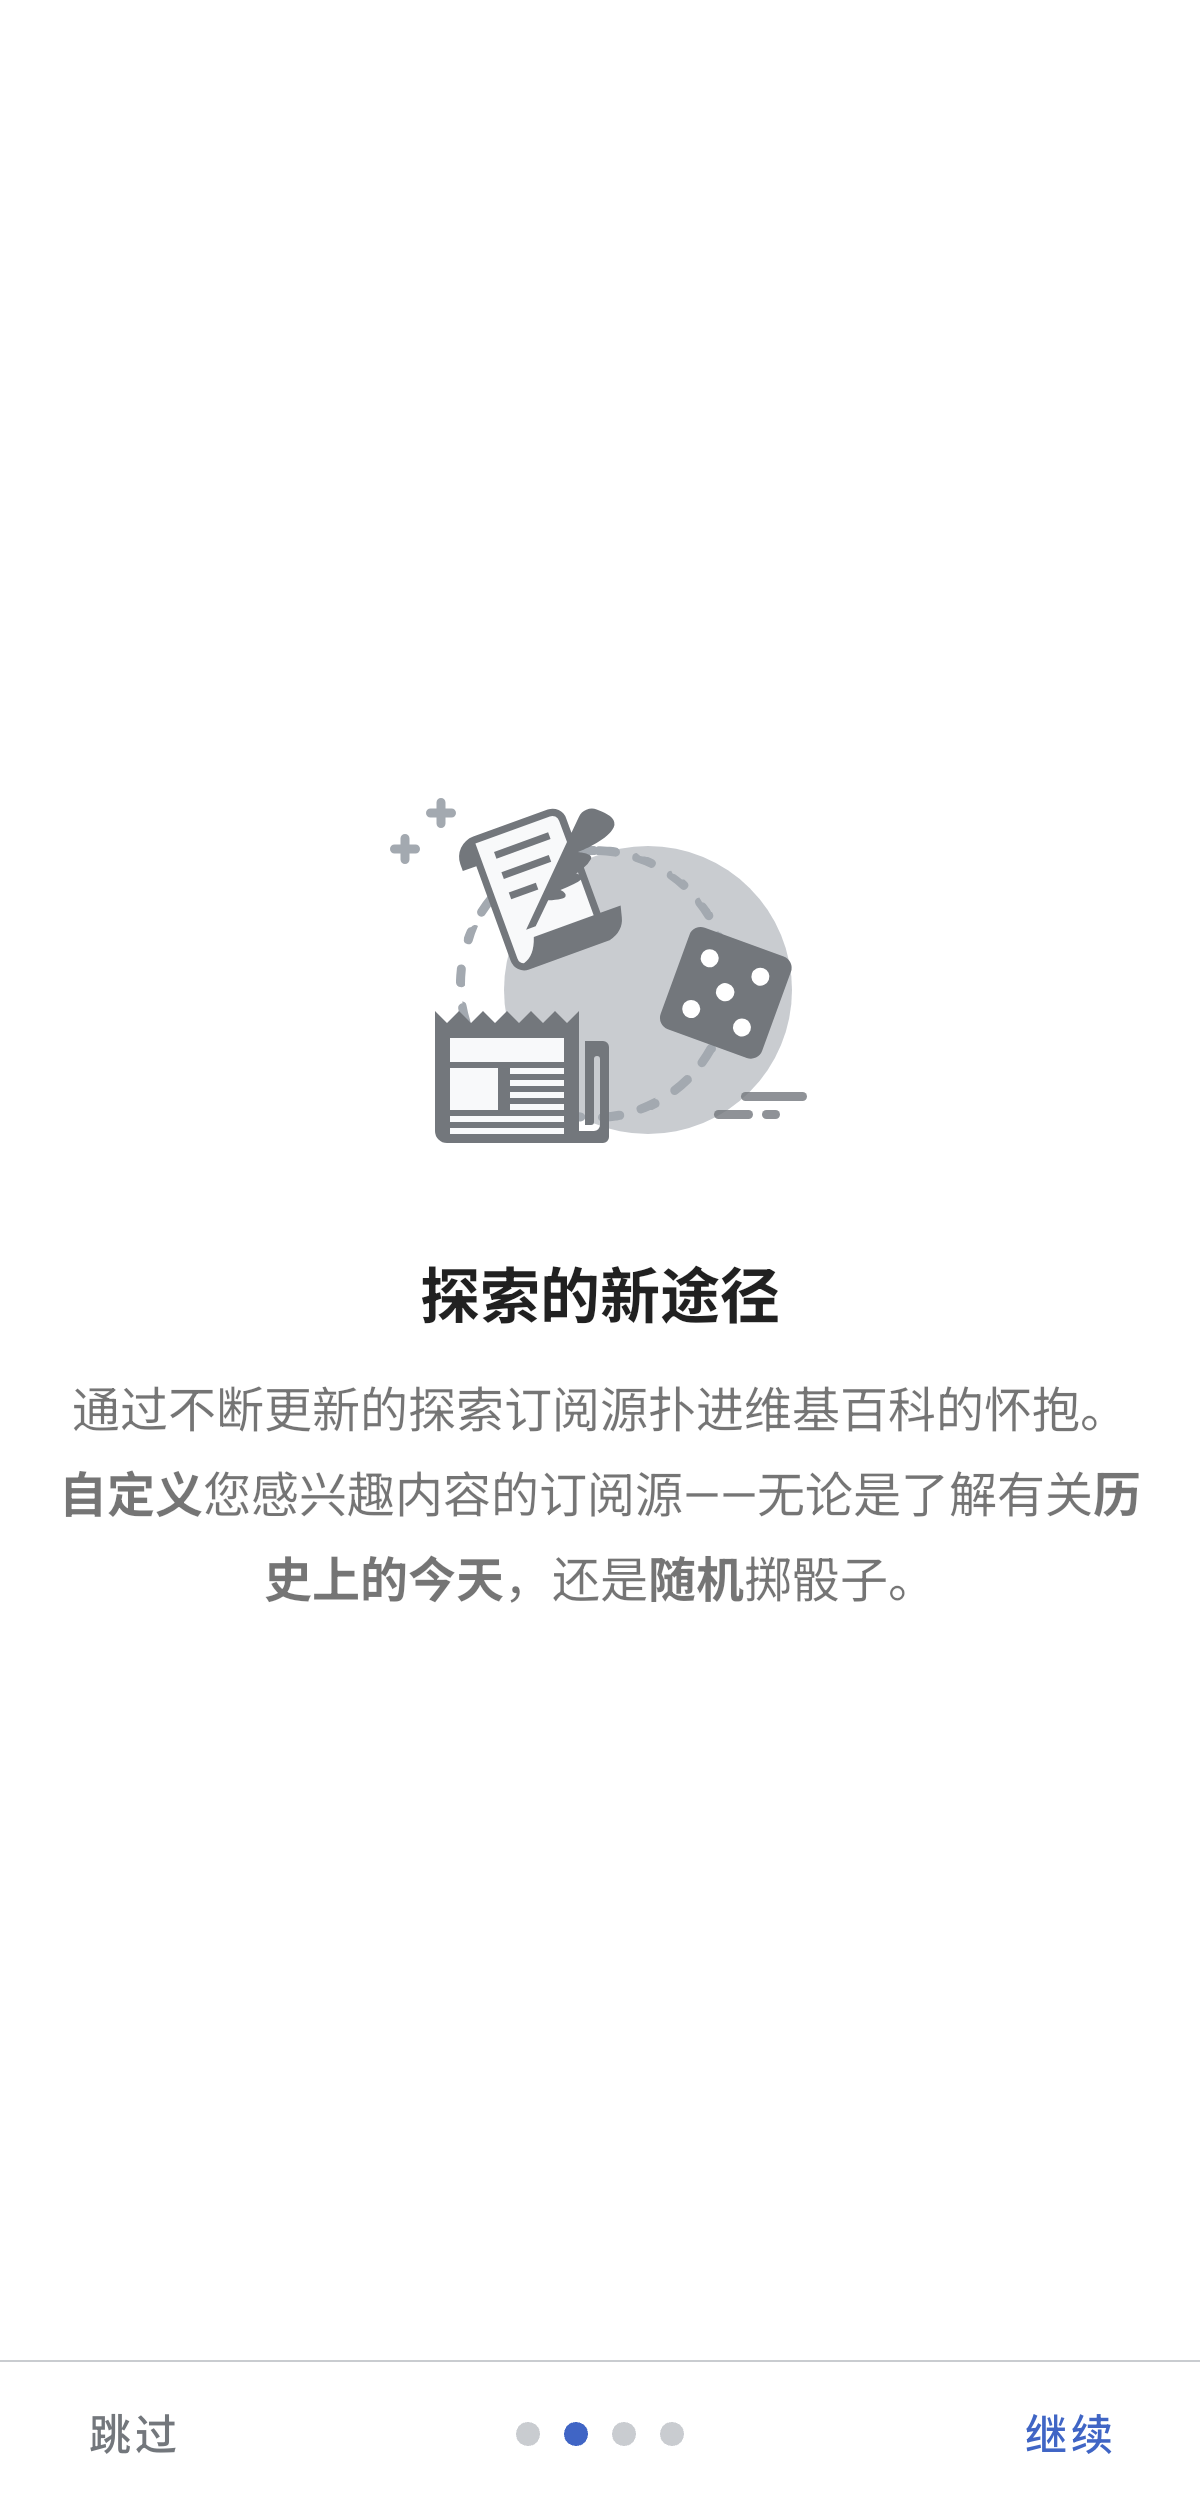 探索的新途径
通过不断更新的探索订阅源扑进维基百科的怀抱。
自定义您感兴趣内容的订阅源——无论是了解有关历
史上的今天，还是随机掷骰子。
跳过
继续